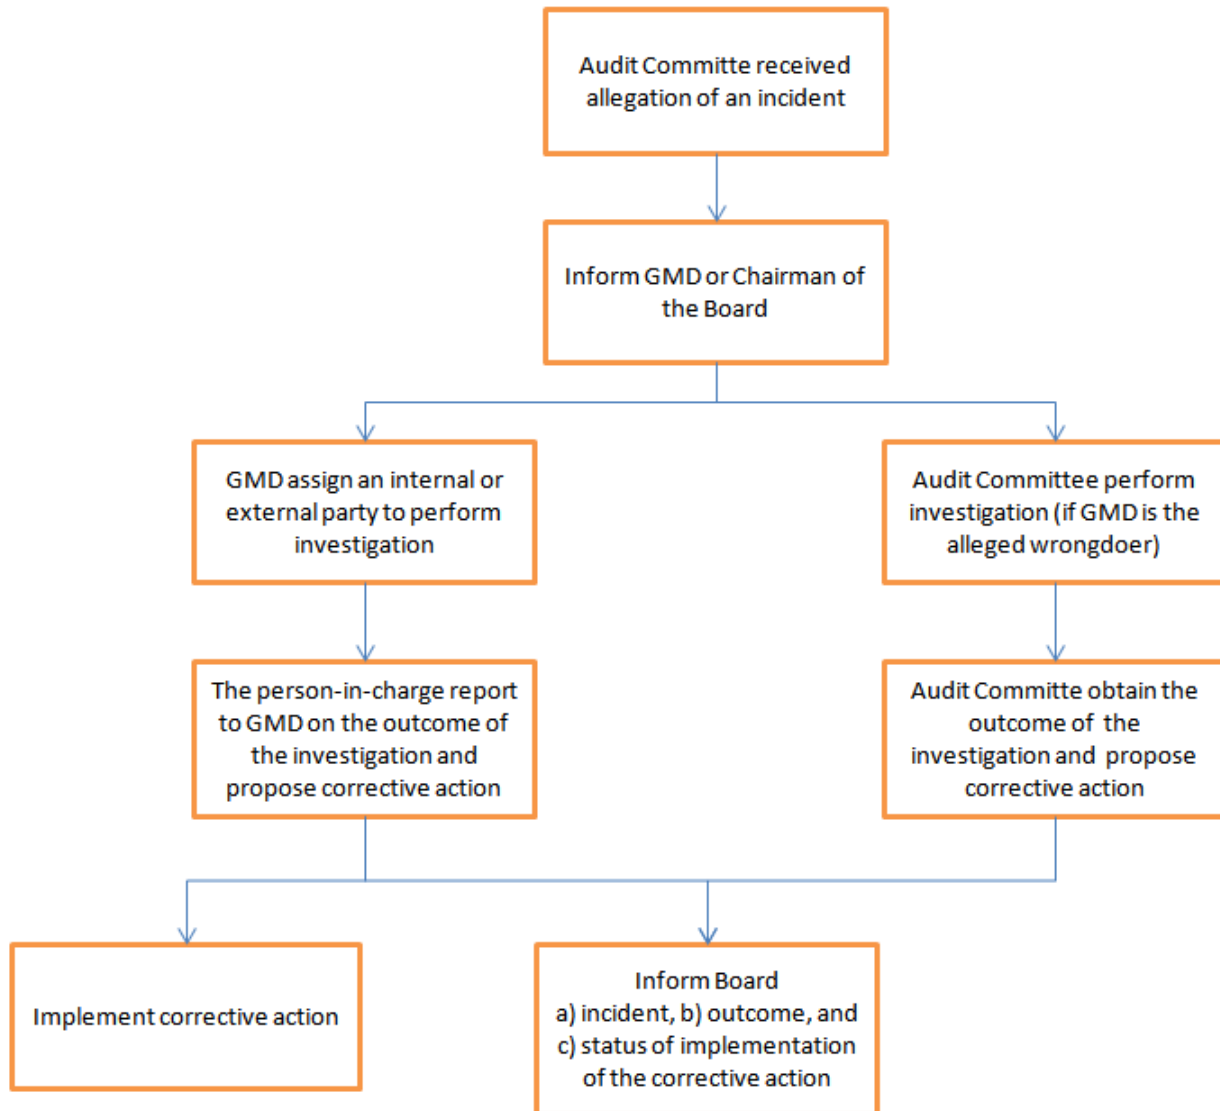 Audit Committe received
allegation of an incident
Inform GMD or Chairman of
the Board
GMD assign an internal or
external party to perform
investigation
Audit Committee perform
investigation (if GMD is the
alleged wrongdoer)
The person-in-charge report
to GMD on the outcome of
the investigation and
propose corrective action
Audit Committe obtain the
outcome of the
investigation and propose
corrective action
Implement corrective action
Inform Board
a) incident, b) outcome, and
c) status of implementation
of the corrective action